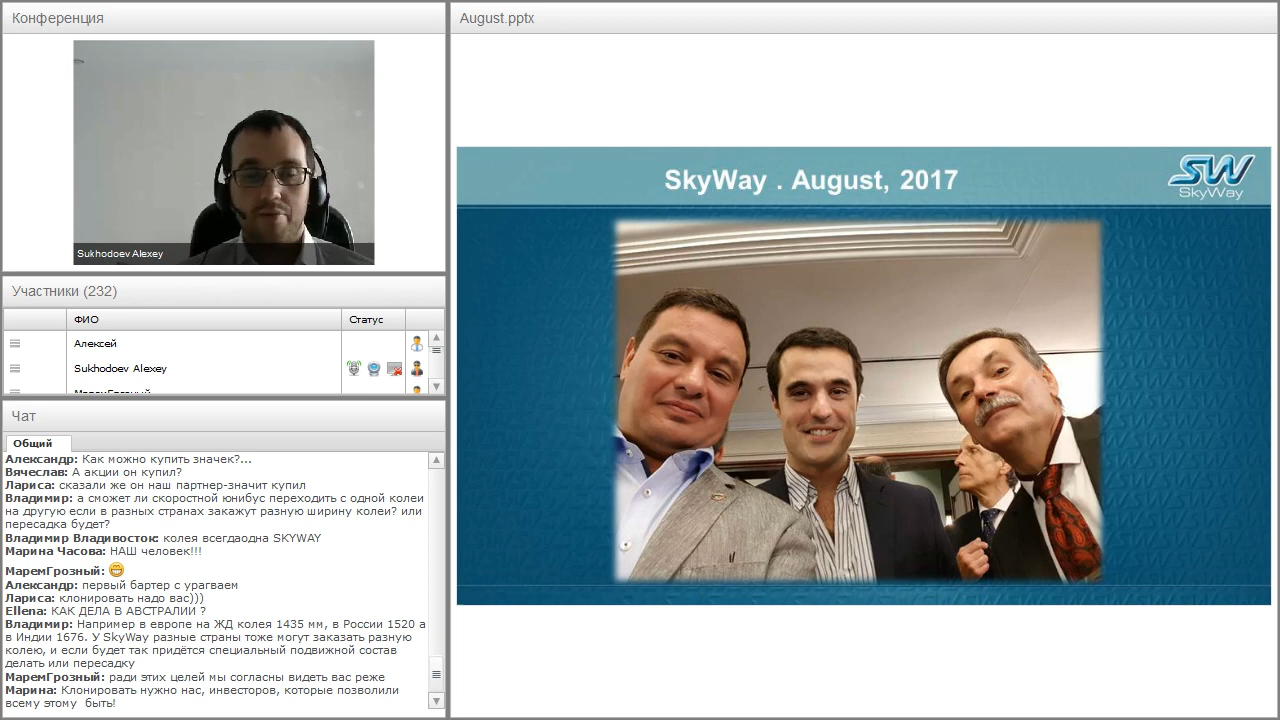 Конференция
Sukhodoev Alexey
Участники (232)
ФИО
Статус
Алексей
Sukhodoev Alexey
МаремГрозный
Чат
Общий
Александр: Как можно купить значек?...
Вячеслав: А акции он купил?
Лариса: сказали же он наш партнер-значит купил
Владимир: а сможет ли скоростной юнибус переходить с одной колеи
на другую если в разных странах закажут разную ширину колеи? или
пересадка будет?
Владимир Владивосток: колея всегдаодна SKYWAY
Марина Часова: НАШ человек!!!
МаремГрозный:
Александр: первый бартер с урагваем
Лариса: клонировать надо вас)))
Ellena: КАК ДЕЛА В АВСТРАЛИИ ?
Владимир: Например в европе на ЖД колея 1435 мм, в России 1520 а
в Индии 1676. У SkyWay разные страны тоже могут заказать разную
колею, и если будет так придётся специальный подвижной состав
делать или пересадку
МаремГрозный: ради этих целей мы согласны видеть вас реже
Марина: Клонировать нужно нас, инвесторов, которые позволили
всему этому быть!
August.pptx
SkyWay . August, 2017
SW
SkyWay